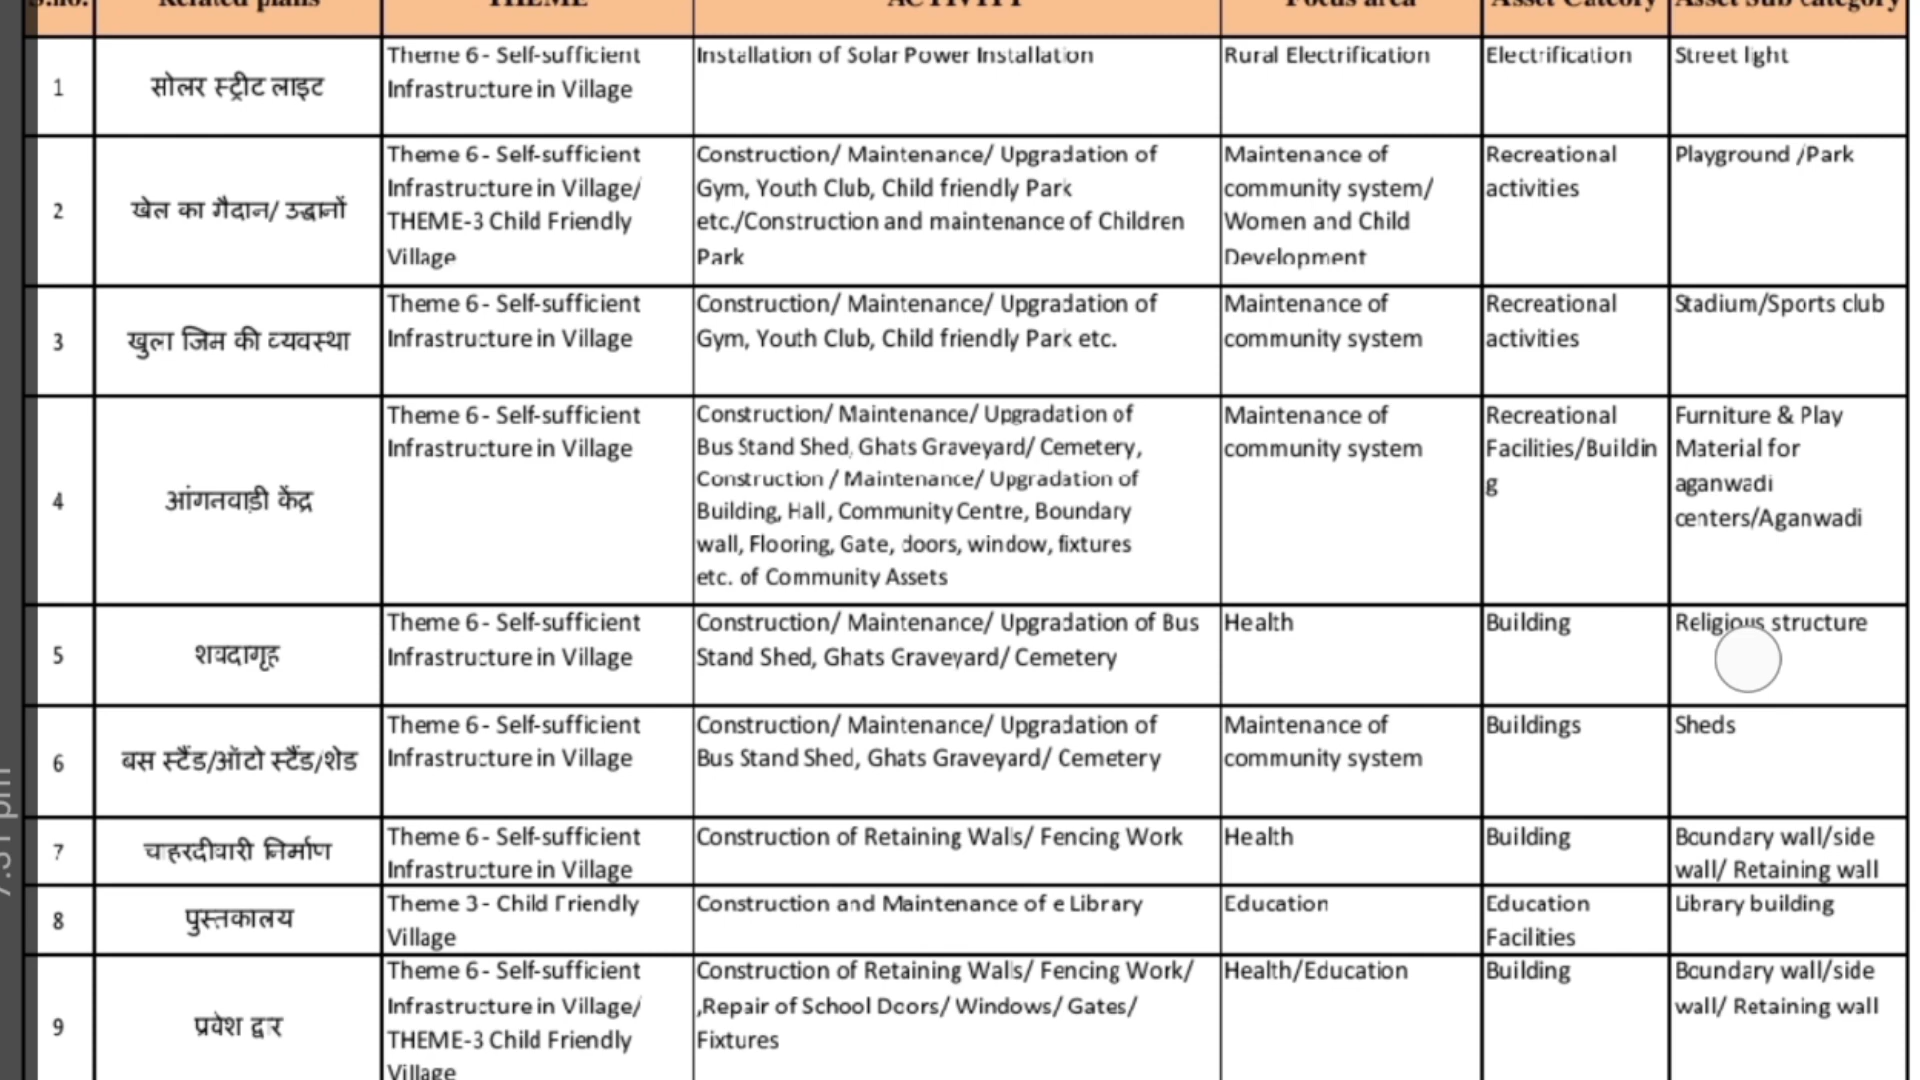 S.no. Related plans THEME ACTIVITY Focus area Asset Catcory Asset Sub category
1
सोलर स्ट्रीट लाइट
Theme 6 - Self-sufficient
Infrastructure in Village
Installation of Solar Power Installation
Rural Electrification
Electrification
Street light
2
खेल का मैदान/ उद्धानों
Theme 6 - Self-sufficient
Infrastructure in Village/
THEME-3 Child Friendly
Village
Construction/ Maintenance/ Upgradation of
Gym, Youth Club, Child friendly Park
etc./Construction and maintenance of Children
Park
Maintenance of
community system/
Women and Child
Development
Recreational
activities
Playground /Park
3
खुला जिम की व्यवस्था
Theme 6 - Self-sufficient
Infrastructure in Village
Construction/ Maintenance/ Upgradation of
Gym, Youth Club, Child friendly Park etc.
Maintenance of
community system
Recreational
activities
Stadium/Sports club
4
आंगनवाड़ी केंद्र
Theme 6 - Self-sufficient
Infrastructure in Village
Construction/ Maintenance/ Upgradation of
Bus Stand Shed, Ghats Graveyard/ Cemetery,
Construction / Maintenance/ Upgradation of
Building, Hall, Community Centre, Boundary
wall, Flooring, Gate, doors, window, fixtures
etc. of Community Assets
Maintenance of
community system
Recreational
Facilities/Buildin
g
Furniture & Play
Material for
aganwadi
centers/Aganwadi
5
शवदागृह
Theme 6 - Self-sufficient
Infrastructure in Village
Construction/ Maintenance/ Upgradation of Bus
Stand Shed, Ghats Graveyard/ Cemetery
Health
Building
Religious structure
6
बस स्टैंड/ऑटो स्टैंड/शेड
Theme 6 - Self-sufficient
Infrastructure in Village
Construction/ Maintenance/ Upgradation of
Bus Stand Shed, Ghats Graveyard/ Cemetery
Maintenance of
community system
Buildings
Sheds
7
चाहरदीवारी निर्माण
Theme 6 - Self-sufficient
Infrastructure in Village
Construction of Retaining Walls/ Fencing Work
Health
Building
Boundary wall/side
wall/ Retaining wall
8
पुस्तकालय
Theme 3 - Child Friendly
Village
Construction and Maintenance of e Library
Education
Education
Facilities
Library building
9
प्रवेश द्वार
Theme 6 - Self-sufficient
Infrastructure in Village/
THEME-3 Child Friendly
Village
Construction of Retaining Walls/ Fencing Work/
,Repair of School Doors/ Windows/ Gates/
Fixtures
Health/Education
Building
Boundary wall/side
wall/ Retaining wall